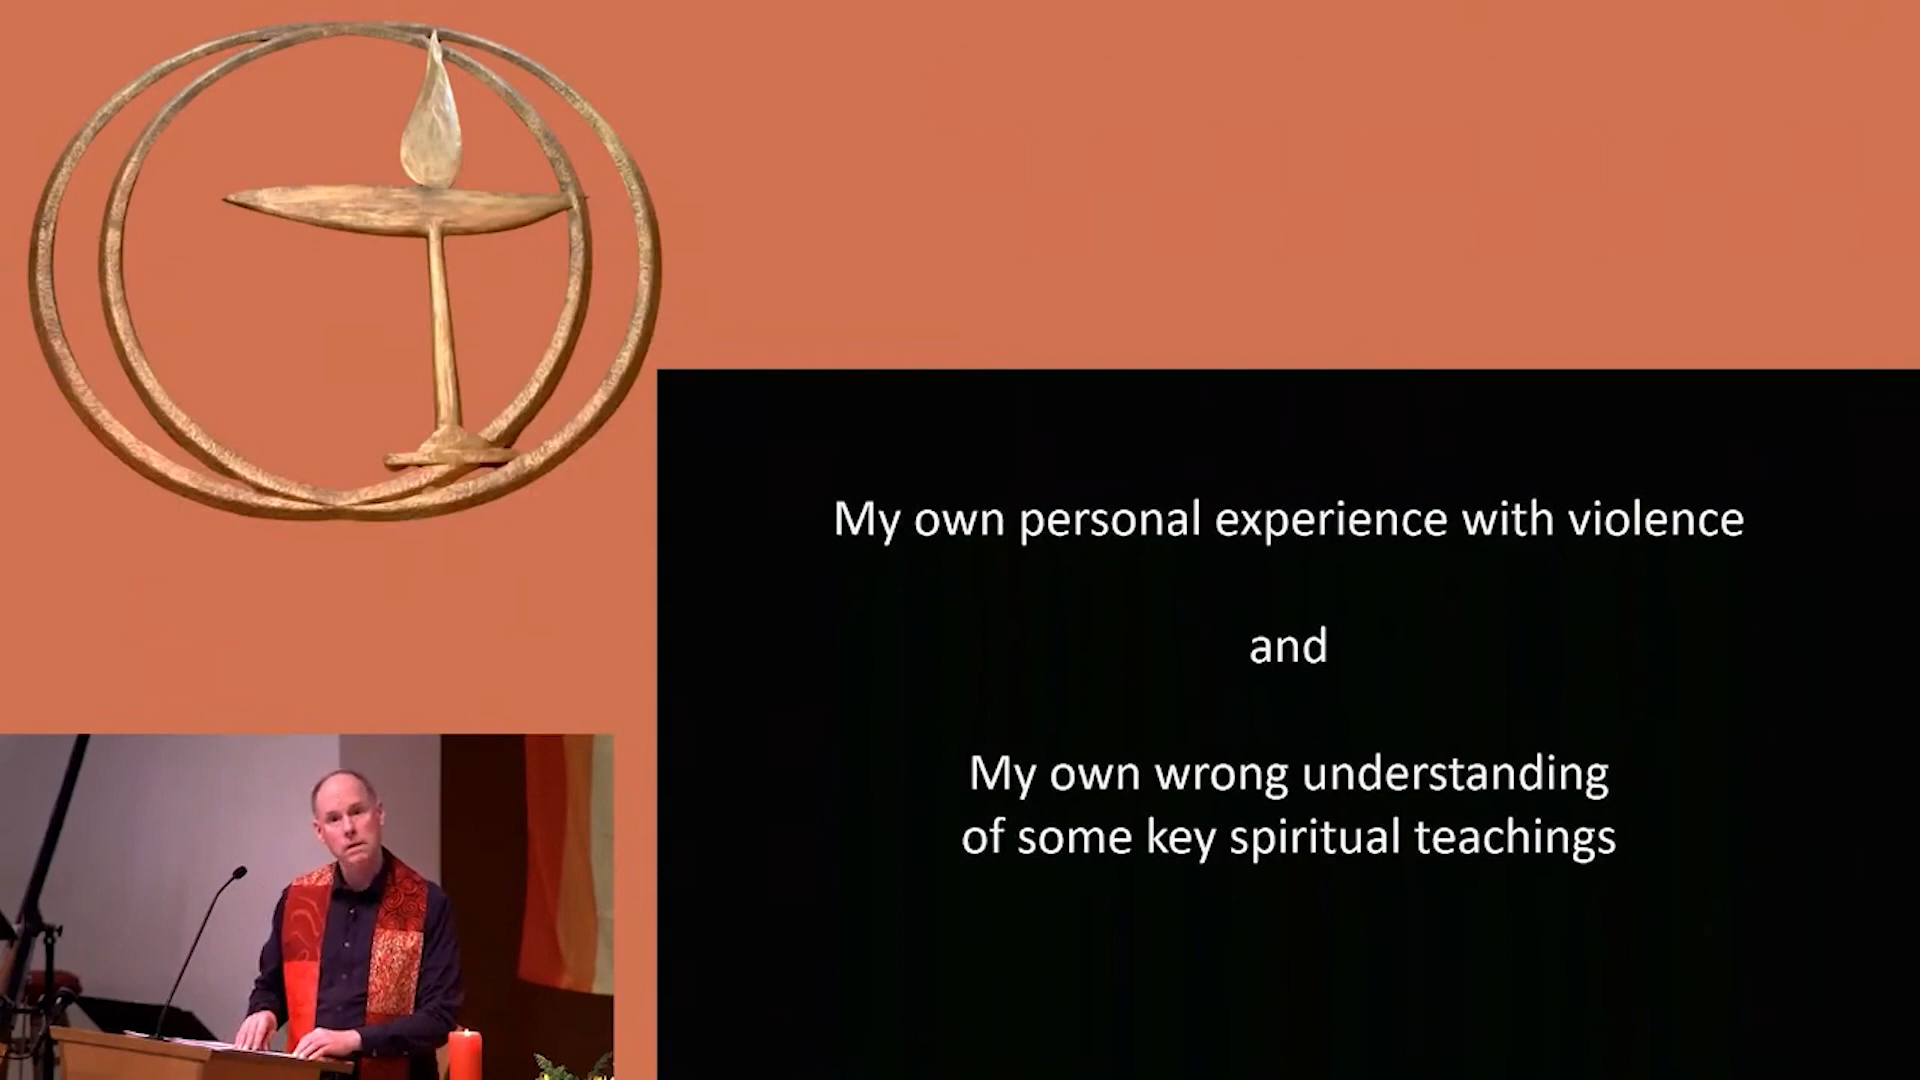 My own personal experience with violence
and
My own wrong understanding
of some key spiritual teachings